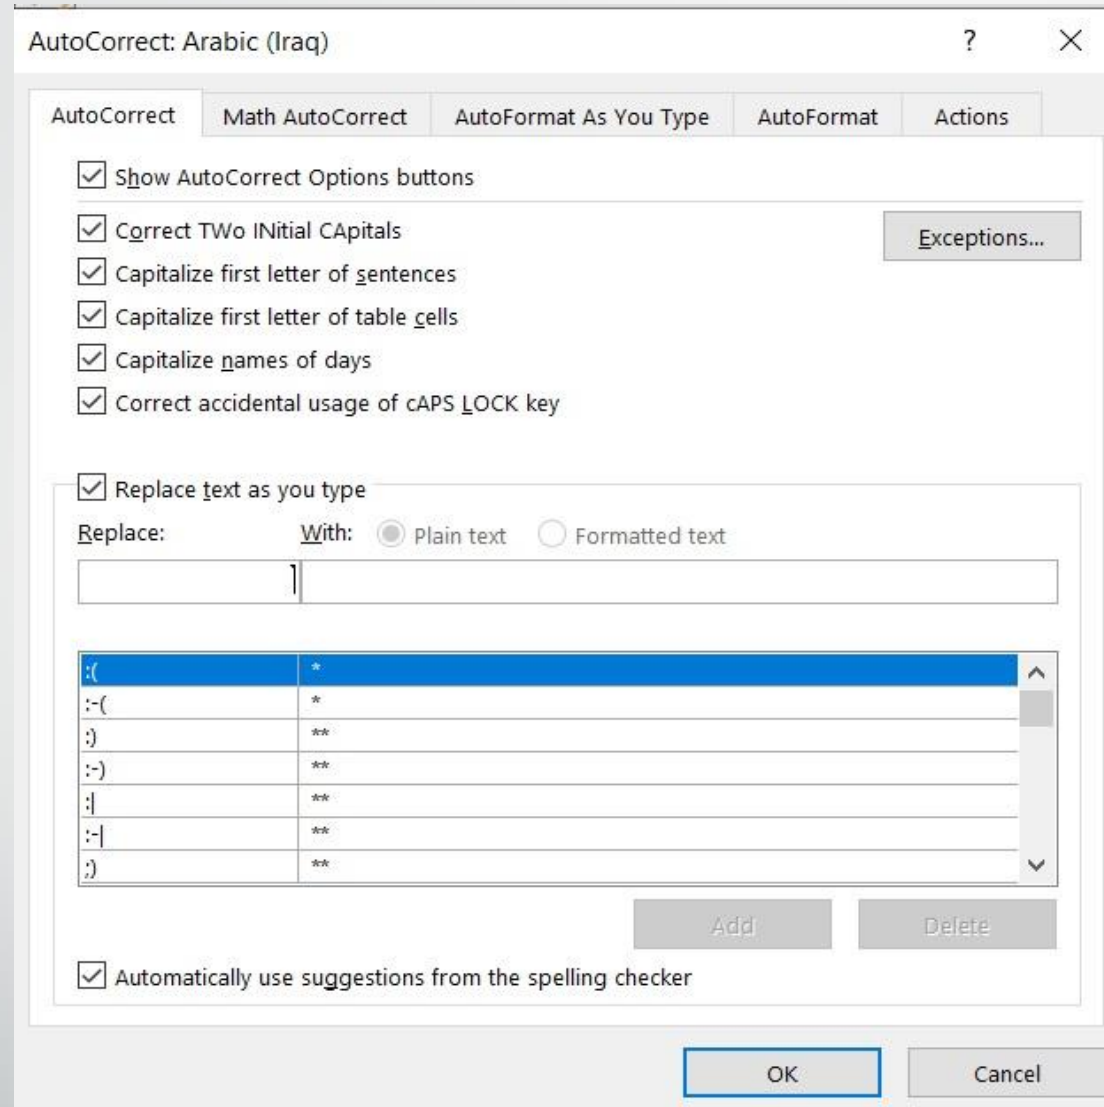 AutoCorrect: Arabic (Iraq) ?
AutoCorrect Math AutoCorrect AutoFormat As You Type AutoFormat Actions
Show AutoCorrect Options buttons
Correct TWo INitial CApitals
Exceptions...
Capitalize first letter of sentences
Capitalize first letter of table cells
Capitalize names of days
Correct accidental usage of cAPS LOCK key
Replace text as you type
Replace: With: Plain text Formatted text
:( *
:-( *
:) **
:-) **
:| **
:-| **
;) **
Add Delete
Automatically use suggestions from the spelling checker
OK Cancel